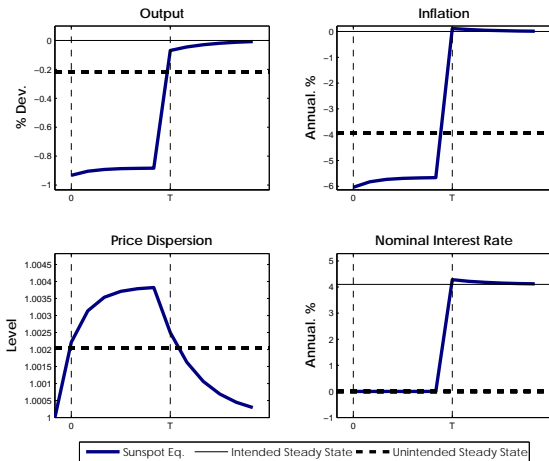 Output
Inflation
0
-0.2
-0.4
-0.6
-0.8
-1
% Dev.
0
T
0
-1
-2
-3
-4
-5
-6
Annual. %
0
T
Price Dispersion
Nominal Interest Rate
1.0045
1.004
1.0035
1.003
1.0025
1.002
1.0015
1.001
1.0005
1
Level
0
T
5
4
3
2
1
0
-1
Annual. %
0
T
Sunspot Eq.
Intended Steady State
Unintended Steady State